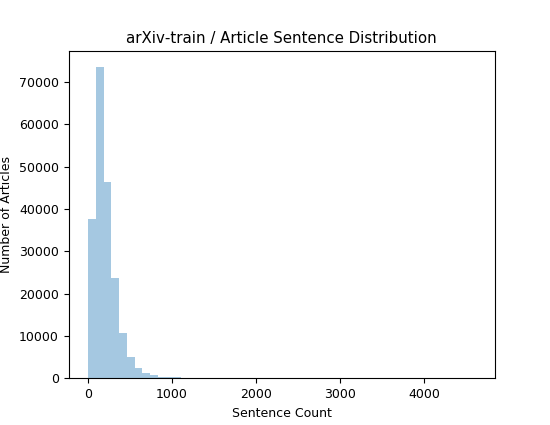 arXiv-train / Article Sentence Distribution
70000
60000
50000
40000
30000
20000
10000
0
Number of Articles
0 1000 2000 3000 4000
Sentence Count